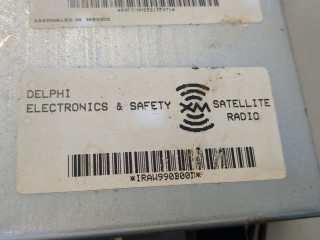 ASSEMBLED IN MEXICO
DELPHI
ELECTRONICS & SAFETY XM SATELLITE
RADIO
*IRAW990B00D*